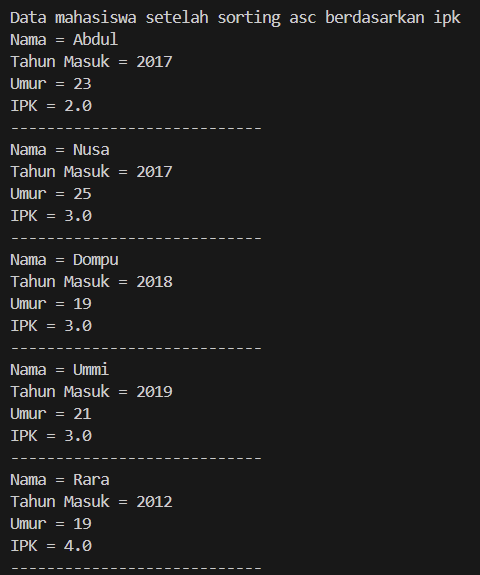 Data mahasiswa setelah sorting asc berdasarkan ipk
Nama = Abdul
Tahun Masuk = 2017
Umur = 23
IPK = 2.0
----------------------------
Nama = Nusa
Tahun Masuk = 2017
Umur = 25
IPK = 3.0
----------------------------
Nama = Dompu
Tahun Masuk = 2018
Umur = 19
IPK = 3.0
----------------------------
Nama = Ummi
Tahun Masuk = 2019
Umur = 21
IPK = 3.0
----------------------------
Nama = Rara
Tahun Masuk = 2012
Umur = 19
IPK = 4.0
----------------------------